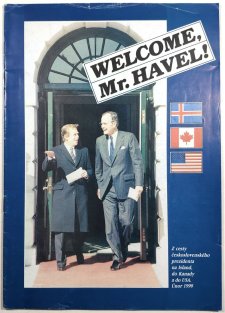 WELCOME,
Mr. HAVEL!
Z cesty
československého
prezidenta
na Island,
do Kanady
a do USA.
Únor 1990